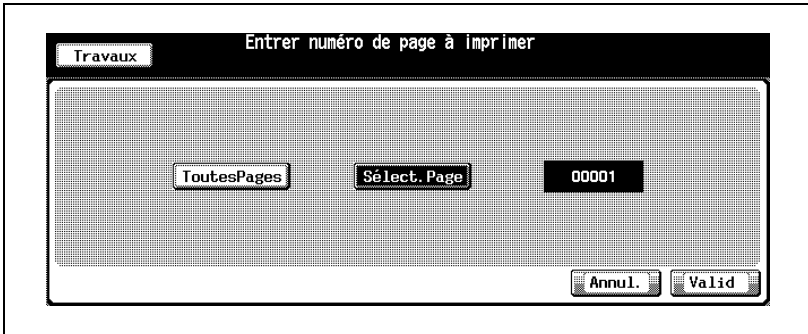 Entrer numéro de page à imprimer
Travaux
ToutesPages Sélect.Page 00001
Annul. Valid